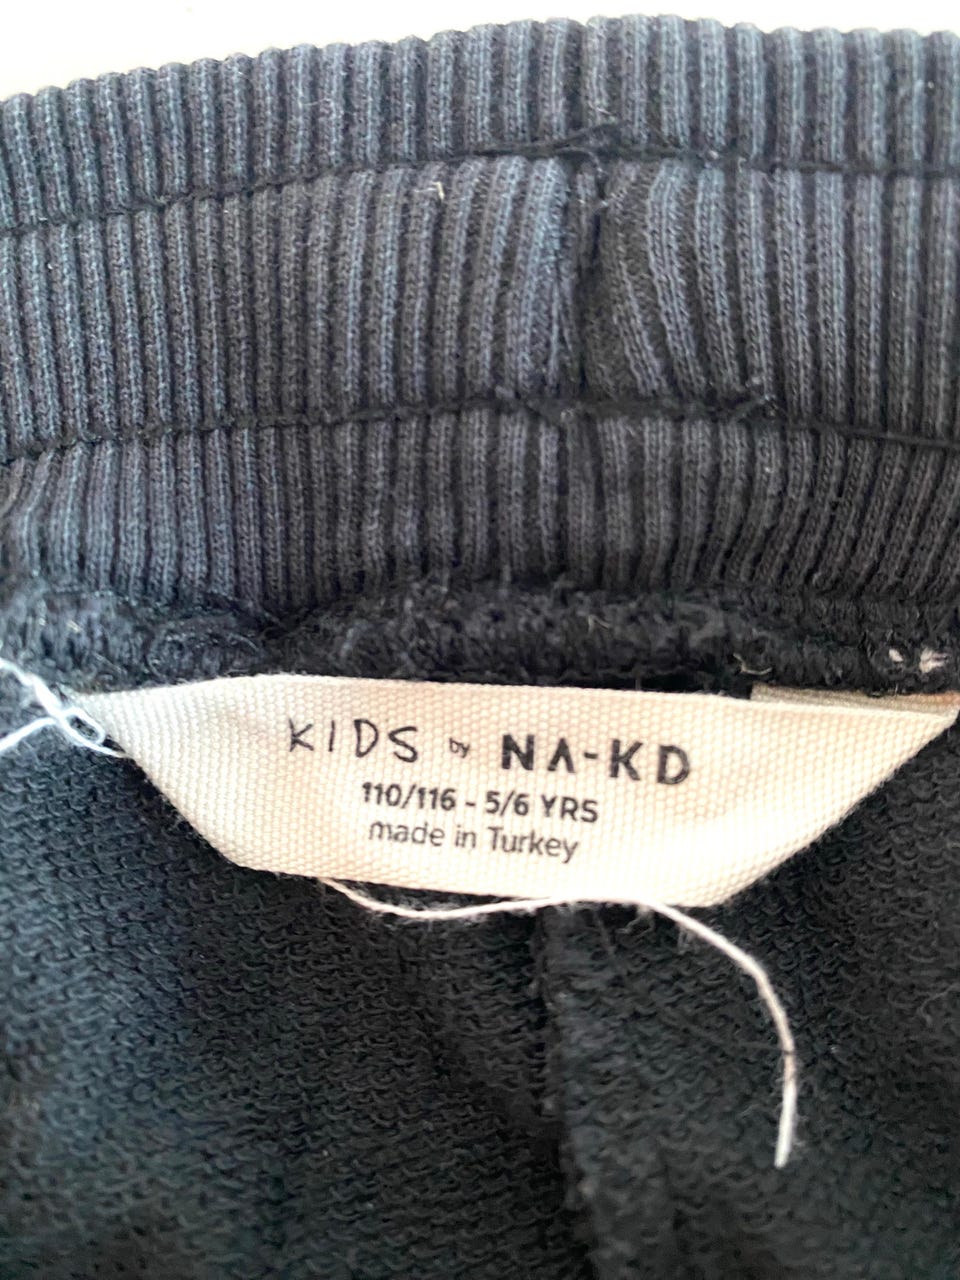 KIDS by NA-KD
110/116 - 5/6 YRS
made in Turkey